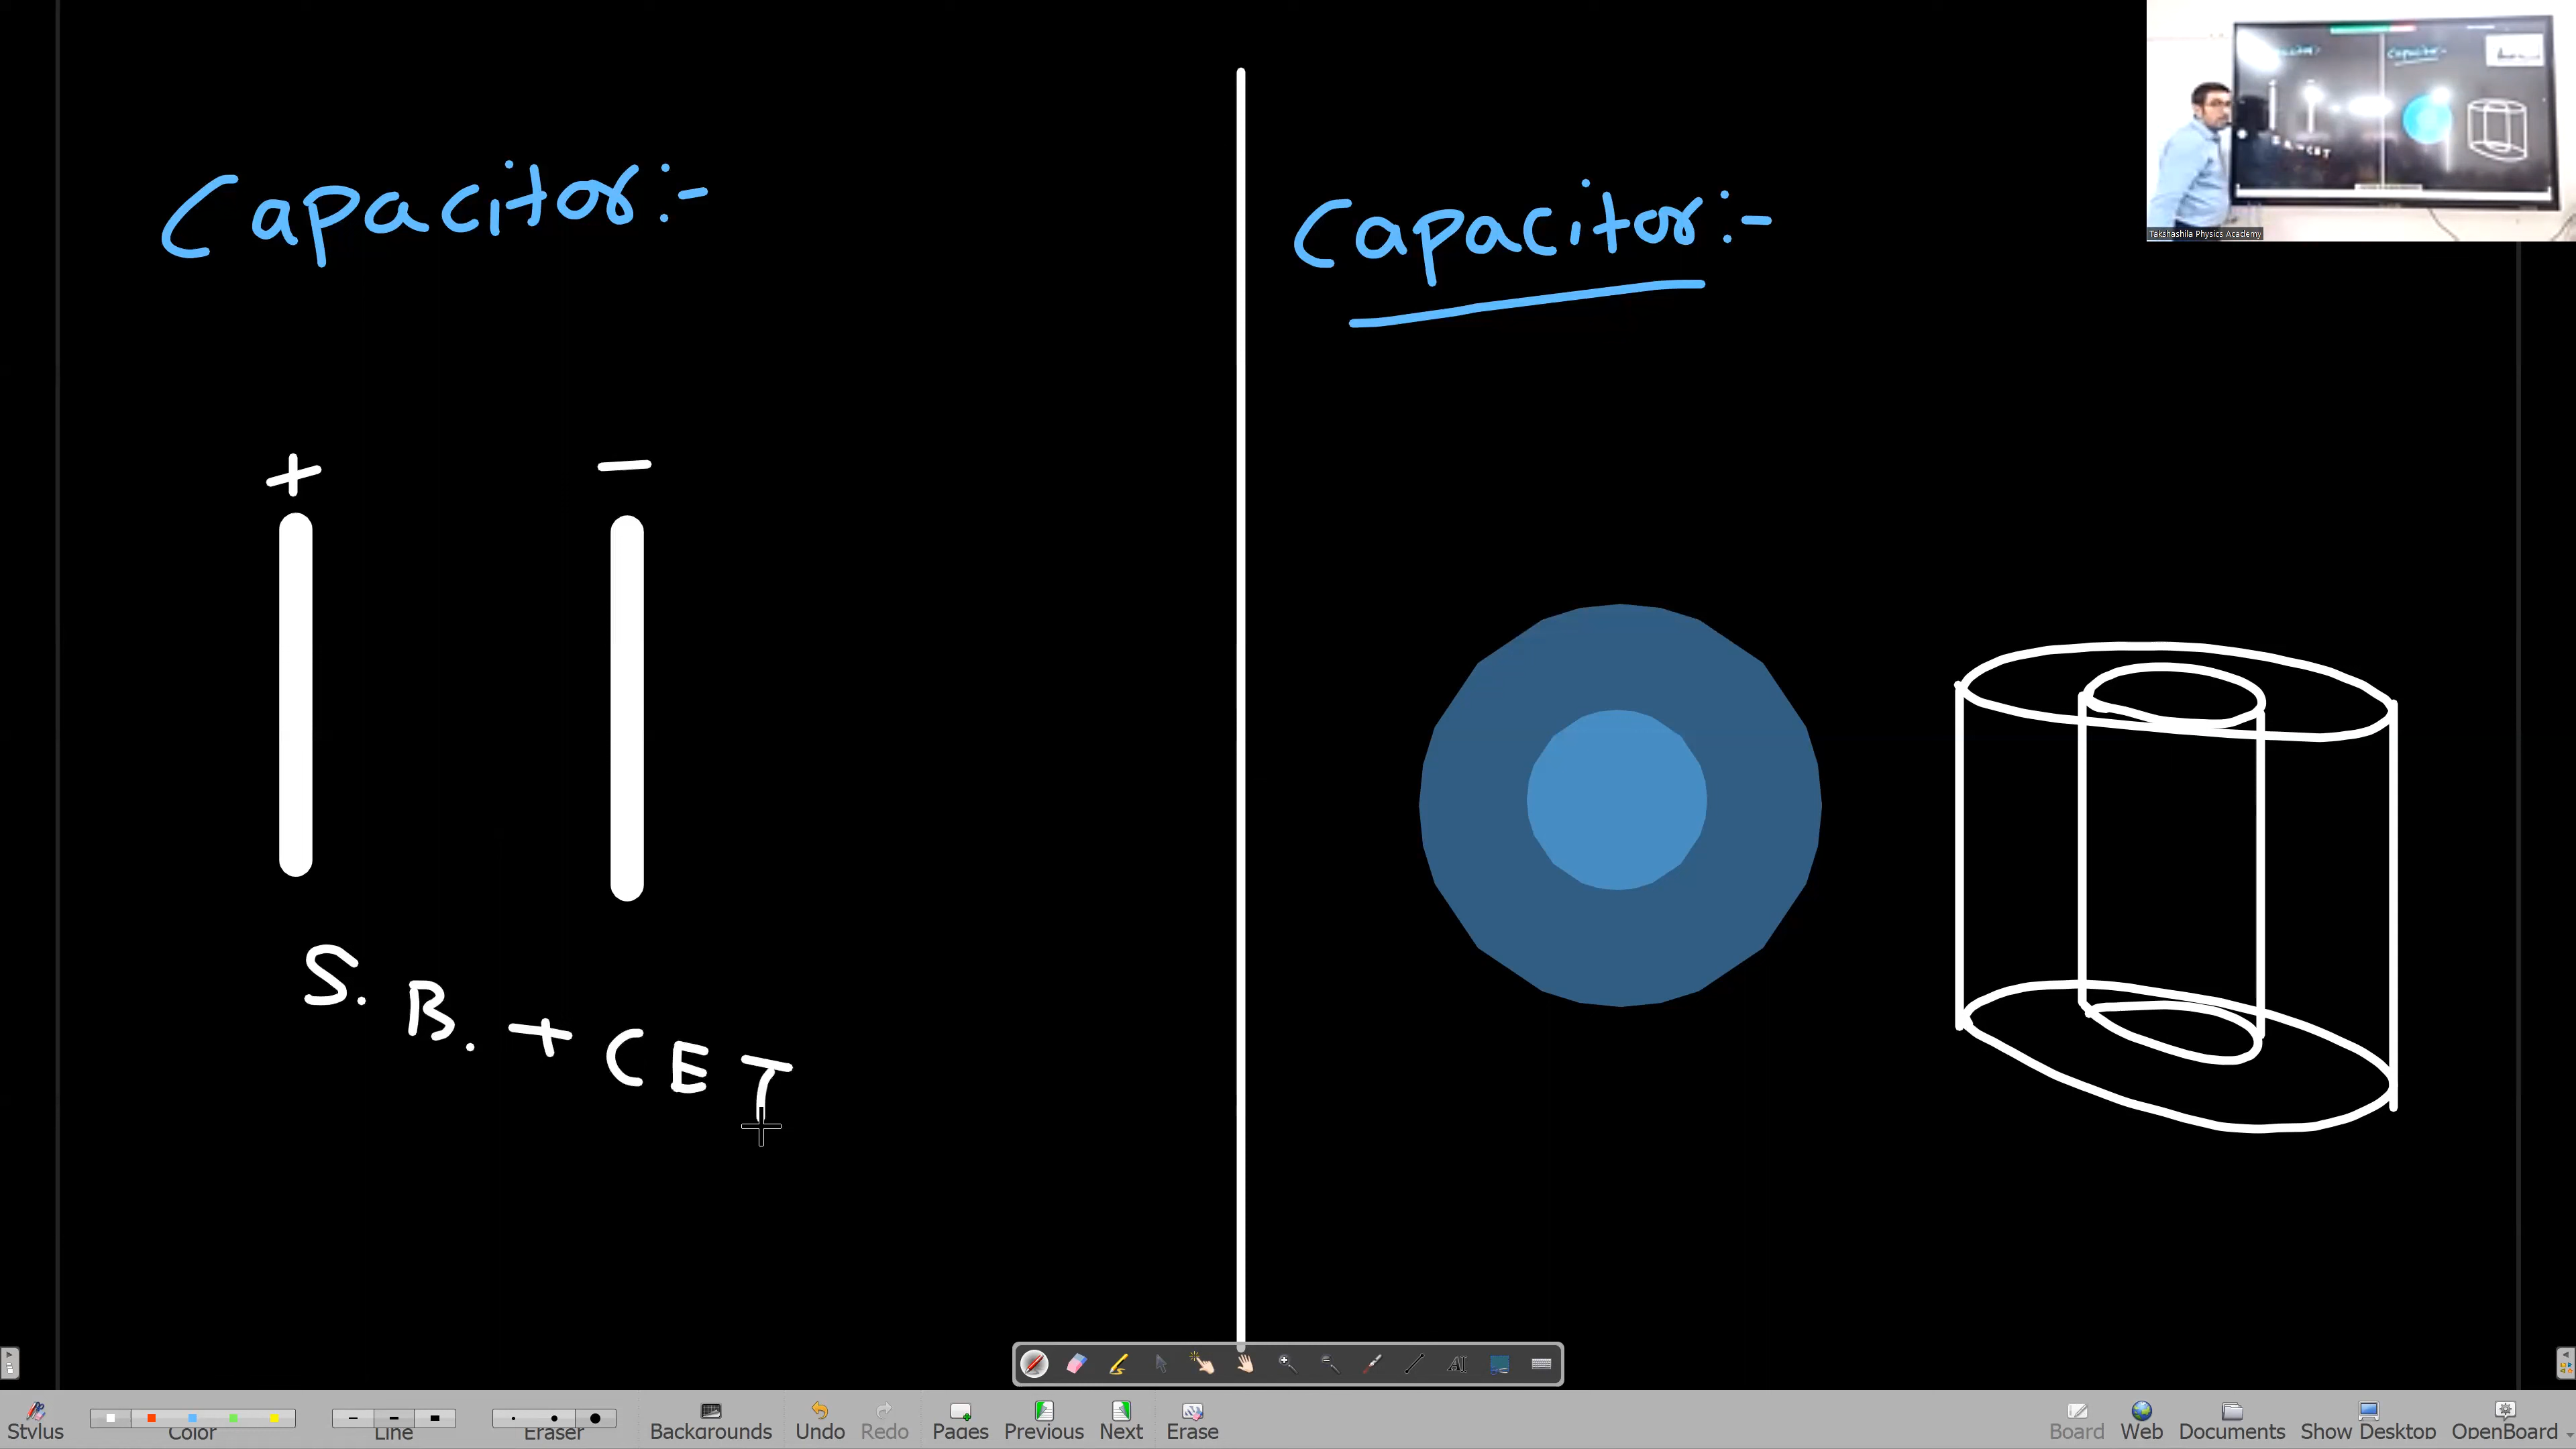 Capacitor:-
Capacitor:-
Takshashila Physics Academy
+
−
S. B. + CET
Stylus
Color
Line
Eraser
Backgrounds
Undo
Redo
Pages
Previous
Next
Erase
Board
Web
Documents
Show Desktop
OpenBoard